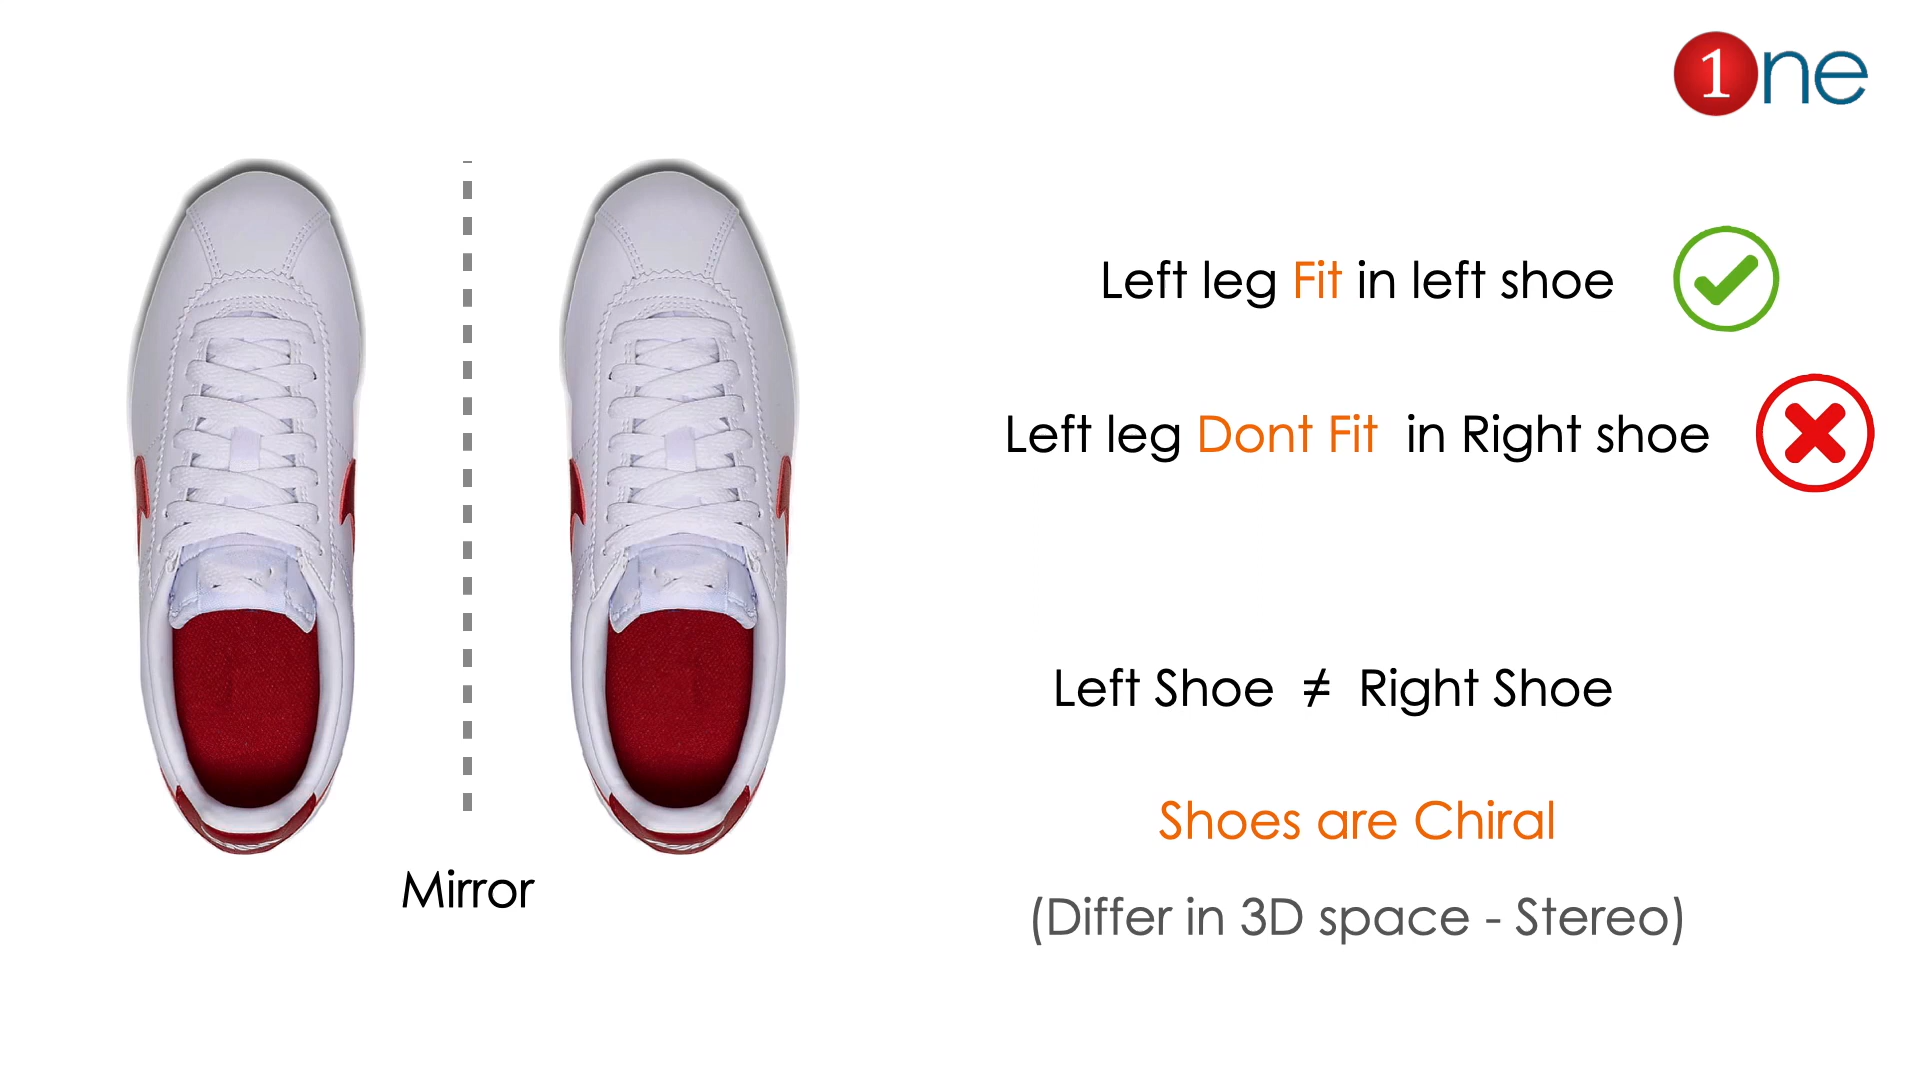 1ne
Left leg Fit in left shoe
Left leg Dont Fit in Right shoe
Left Shoe ≠ Right Shoe
Shoes are Chiral
(Differ in 3D space - Stereo)
Mirror